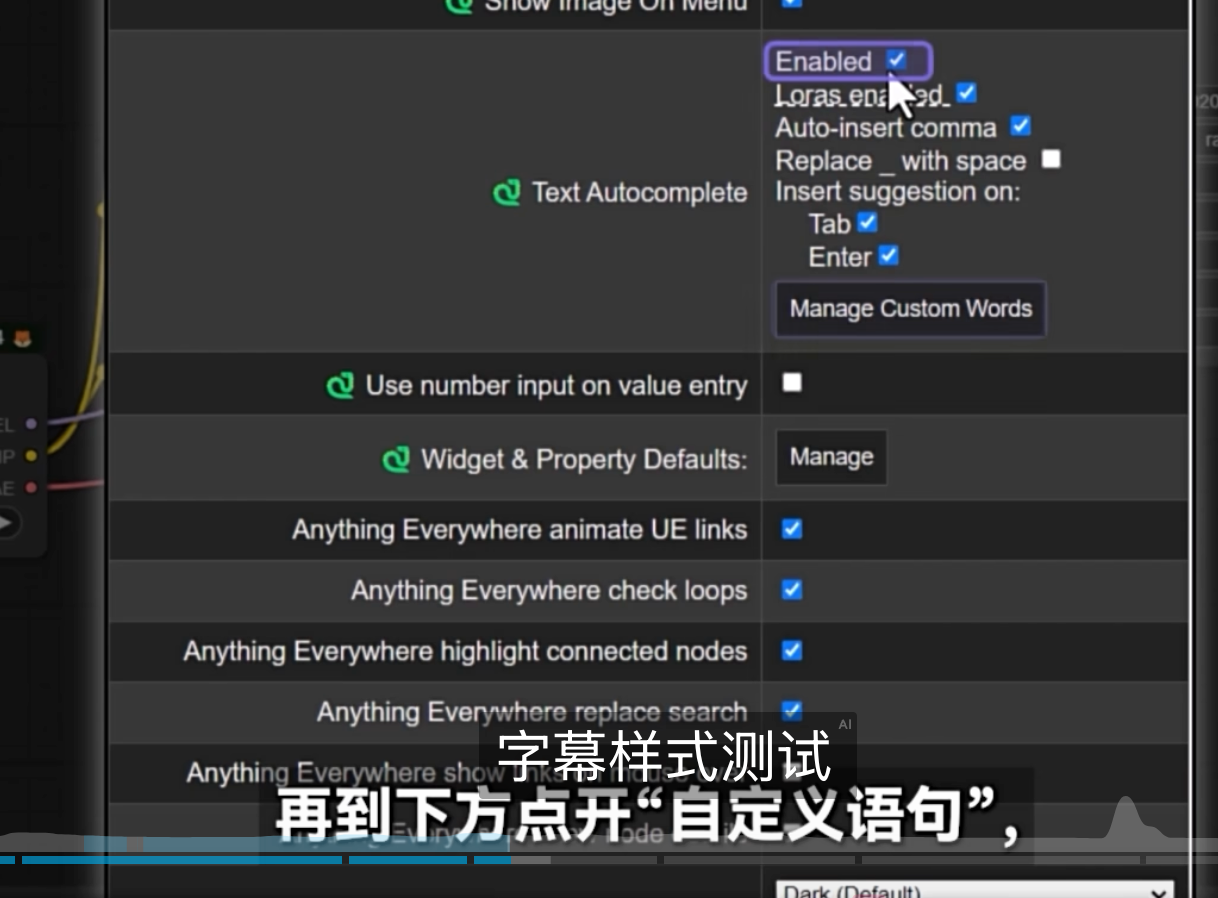 Show Image On Menu
Enabled
Loras enabled
Auto-insert comma
Replace _ with space
Text Autocomplete
Insert suggestion on:
Tab
Enter
Manage Custom Words
Use number input on value entry
Widget & Property Defaults:
Manage
Anything Everywhere animate UE links
Anything Everywhere check loops
Anything Everywhere highlight connected nodes
Anything Everywhere replace search
AI
字幕样式测试
Anything Everywhere show
再到下方点开“自定义语句”，
Dark (Default)